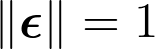 ‖𝝐‖ = 1